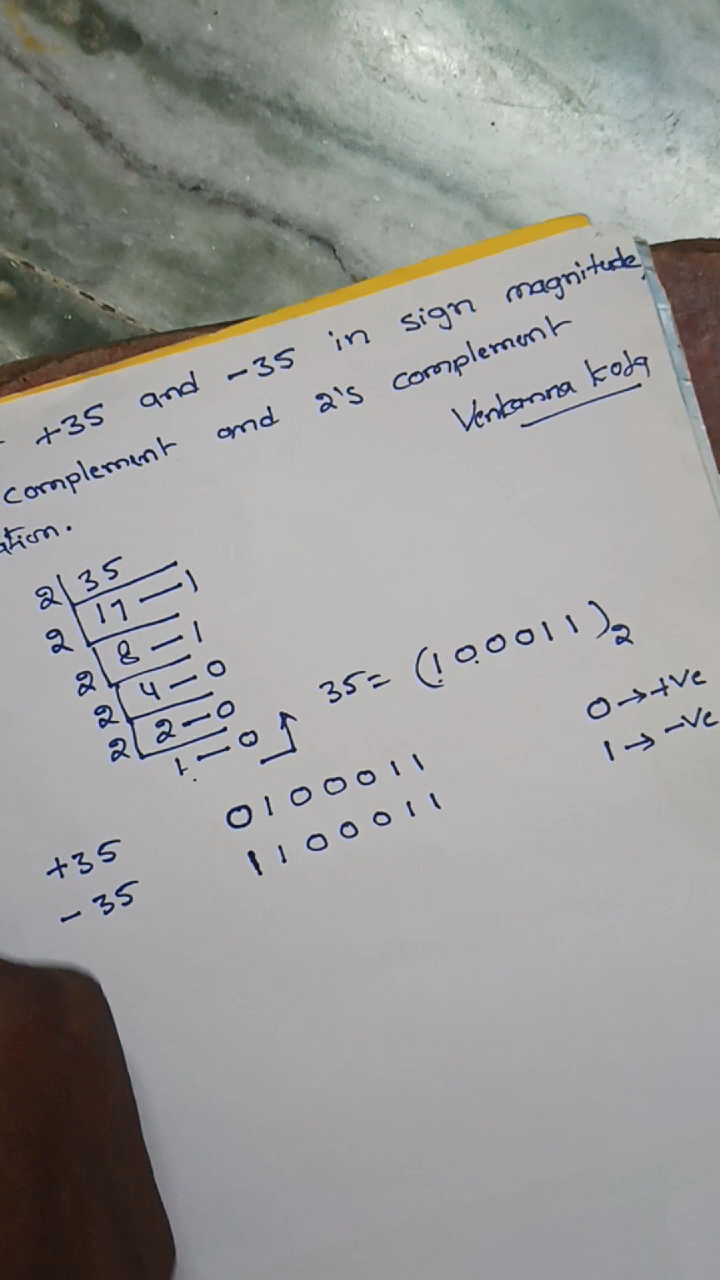 +35 and -35 in sign magnitude,
complement and 2's complement
ation.
Venkanna Kota
2 35
2 17 — 1
2 8 — 1
2 4 — 0
2 2 — 0
1 — 0
35 = (100011)2
0 → +ve
1 → -ve
+35 0100011
-35 1100011